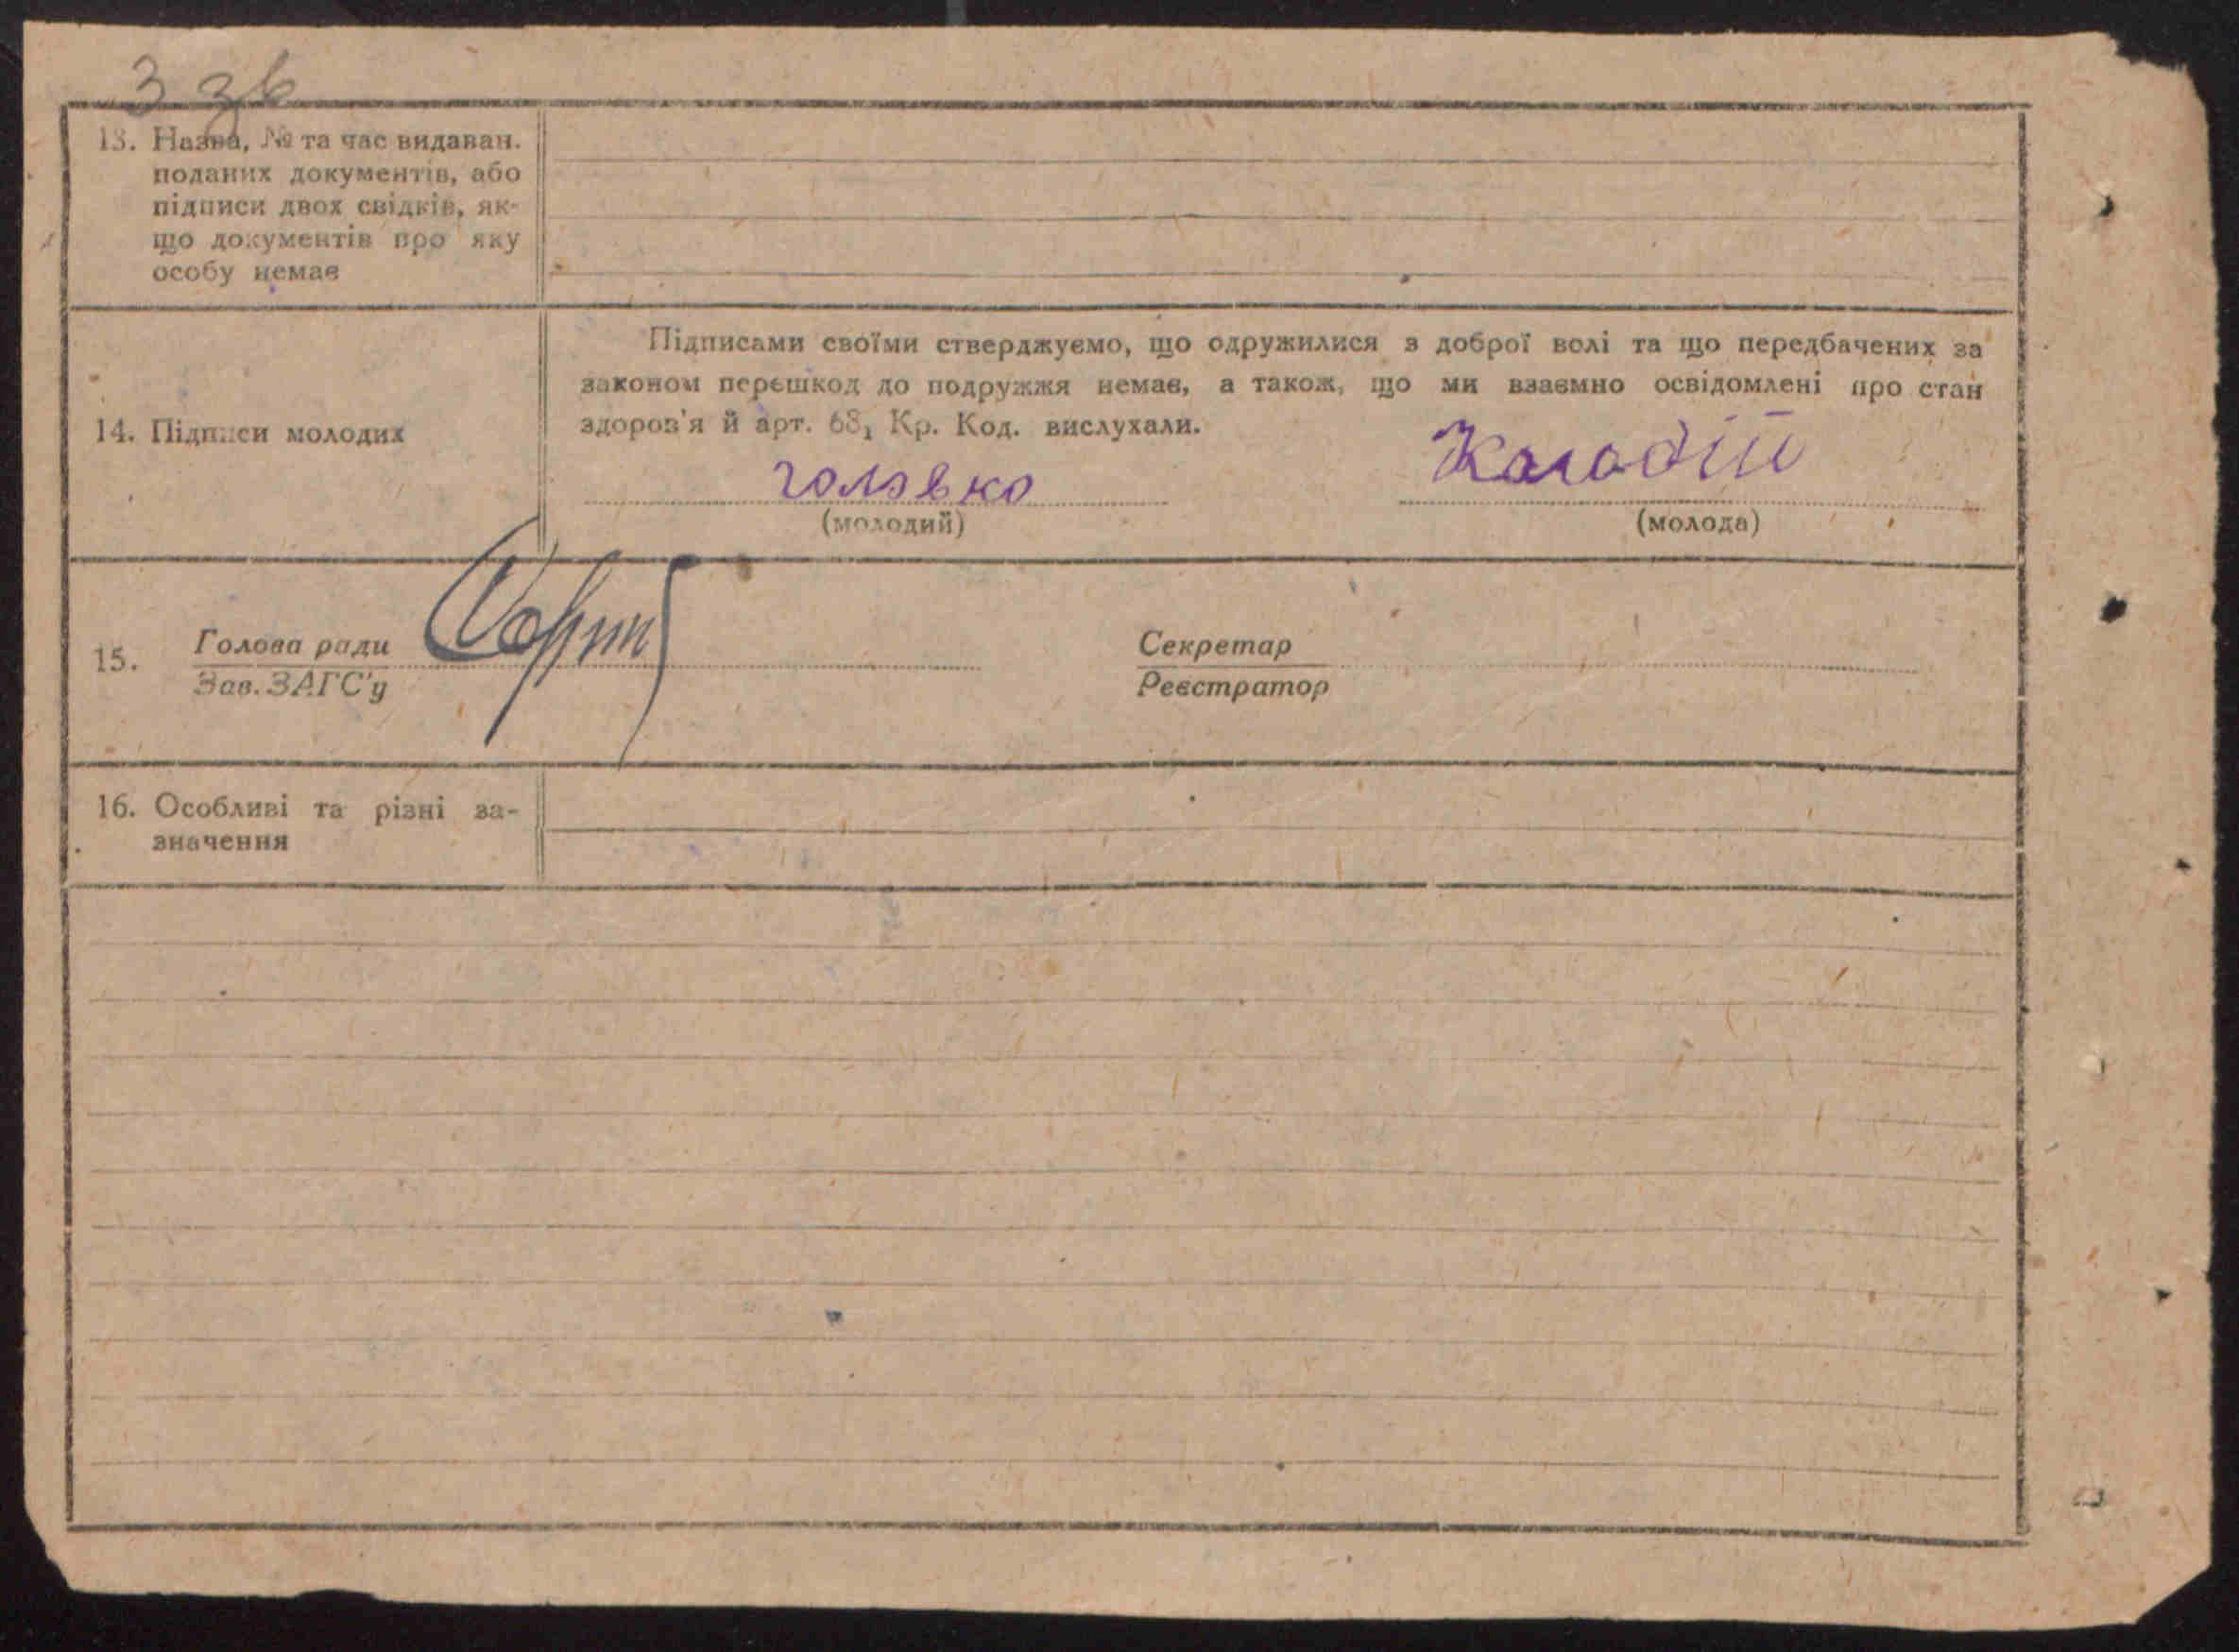 3 зв
13. Назва, № та час видаван.
поданих документів, або
підписи двох свідків, як-
що документів про яку
особу немає
Підписами своїми стверджуємо, що одружилися з доброї волі та що передбачених за
законом перешкод до подружжя немає, а також, що ми взаємно освідомлені про стан
здоров'я й арт. 68₁ Кр. Код. вислухали.
14. Підписи молодих
головко
(молодий)
Каладій
(молода)
15.
Голова ради
Зав. ЗАГС'у
Секретар
Реєстратор
16. Особливі та різні за-
значення